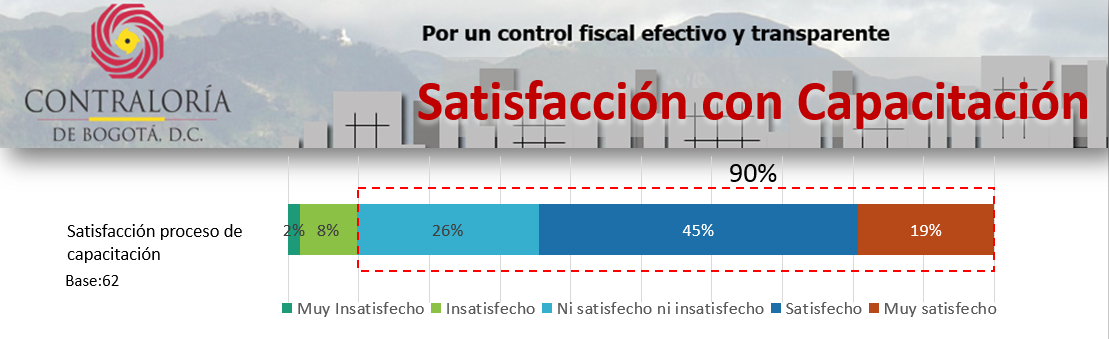 Por un control fiscal efectivo y transparente
CONTRALORÍA
DE BOGOTÁ, D.C.
Satisfacción con Capacitación
90%
Satisfacción proceso de
capacitación
Base:62
2% 8% 26% 45% 19%
Muy Insatisfecho Insatisfecho Ni satisfecho ni insatisfecho Satisfecho Muy satisfecho